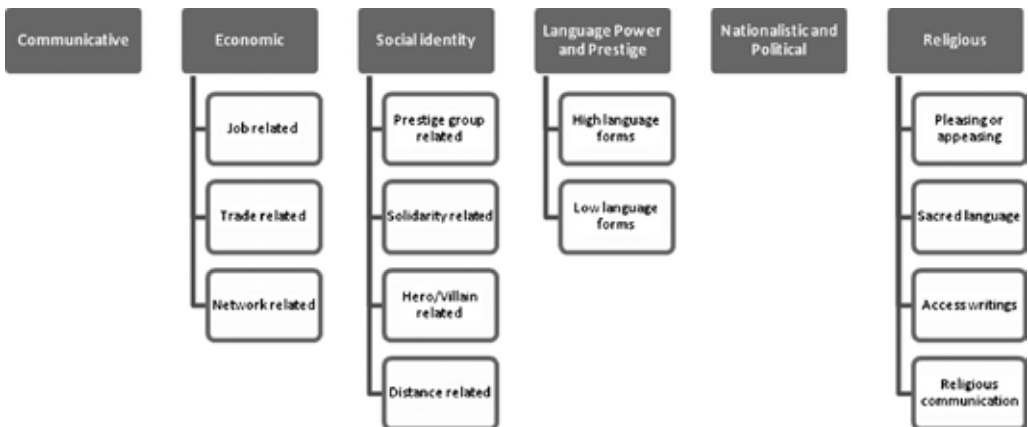 Communicative
Economic
Job related
Trade related
Network related
Social identity
Prestige group
related
Solidarity related
Hero/Villain
related
Distance related
Language Power
and Prestige
High language
forms
Low language
forms
Nationalistic and
Political
Religious
Pleasing or
appeasing
Sacred language
Access writings
Religious
communication